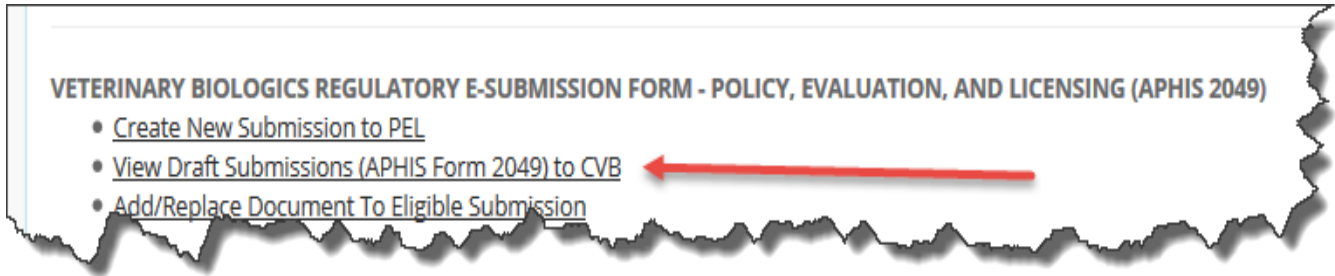 VETERINARY BIOLOGICS REGULATORY E-SUBMISSION FORM - POLICY, EVALUATION, AND LICENSING (APHIS 2049)
• Create New Submission to PEL
• View Draft Submissions (APHIS Form 2049) to CVB
• Add/Replace Document To Eligible Submission